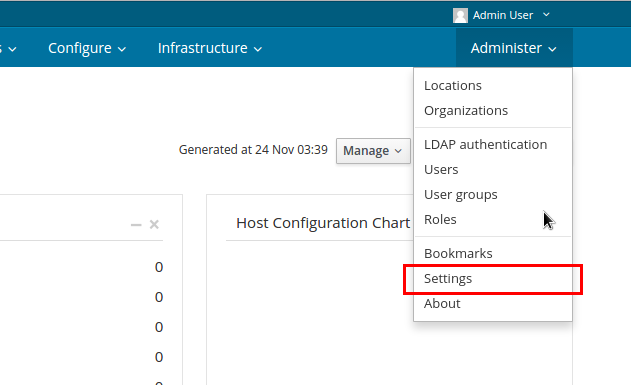 Admin User
s Configure Infrastructure Administer
Locations
Organizations
LDAP authentication
Generated at 24 Nov 03:39 Manage
Users
User groups
Roles
Host Configuration Chart
Bookmarks
Settings
About
0
0
0
0